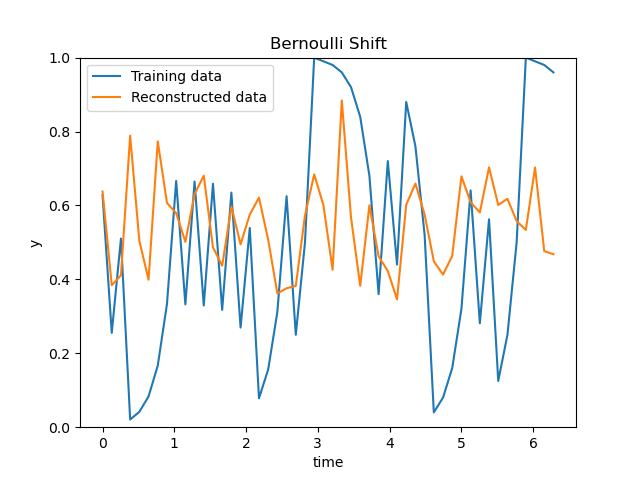 Bernoulli Shift
1.0
Training data
Reconstructed data
0.8
0.6
y
0.4
0.2
0.0
0 1 2 3 4 5 6
time